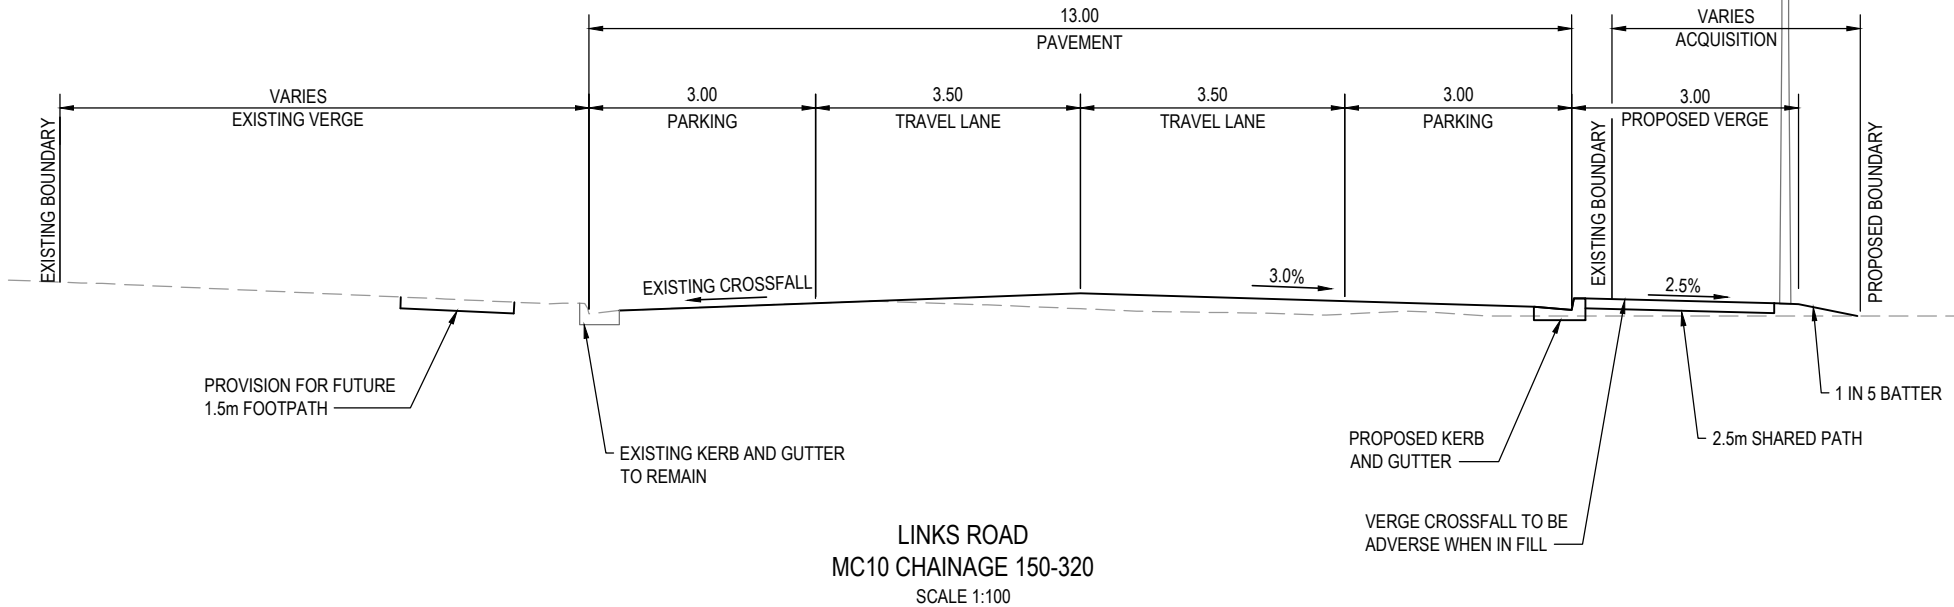 13.00
PAVEMENT
VARIES
ACQUISITION
VARIES
EXISTING VERGE
3.00
PARKING
3.50
TRAVEL LANE
3.50
TRAVEL LANE
3.00
PARKING
3.00
PROPOSED VERGE
EXISTING BOUNDARY
EXISTING BOUNDARY
PROPOSED BOUNDARY
EXISTING CROSSFALL
3.0%
2.5%
PROVISION FOR FUTURE
1.5m FOOTPATH
EXISTING KERB AND GUTTER
TO REMAIN
PROPOSED KERB
AND GUTTER
1 IN 5 BATTER
2.5m SHARED PATH
VERGE CROSSFALL TO BE
ADVERSE WHEN IN FILL
LINKS ROAD
MC10 CHAINAGE 150-320
SCALE 1:100